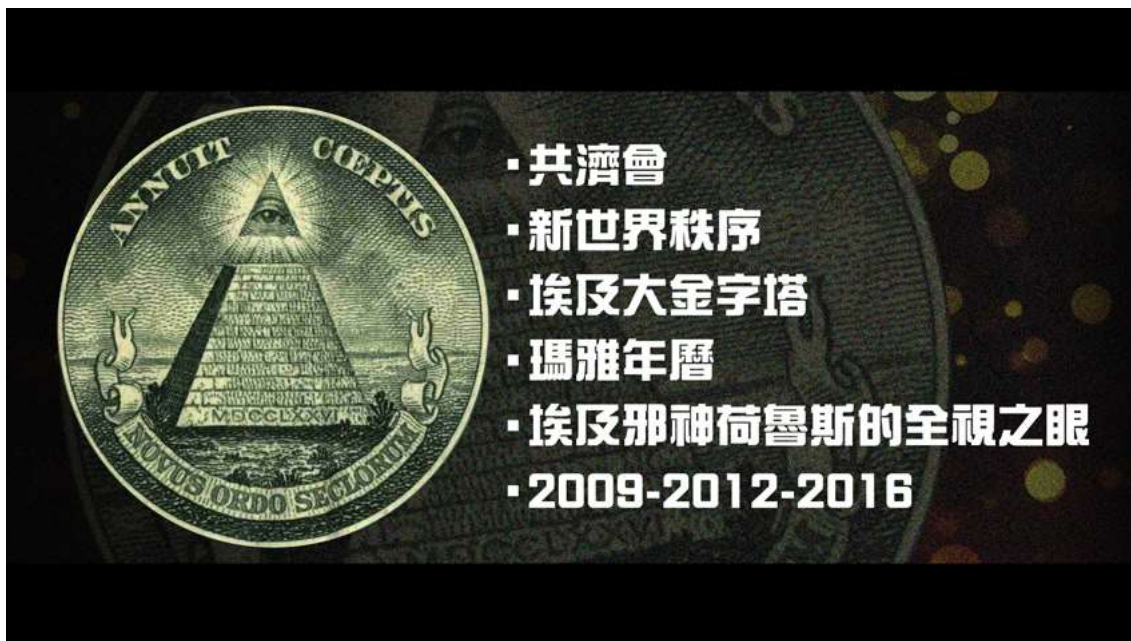 ANNUIT CŒPTIS
MDCCLXXVI
NOVUS ORDO SECLORUM
▪共濟會
▪新世界秩序
▪埃及大金字塔
▪瑪雅年曆
▪埃及邪神荷魯斯的全視之眼
▪2009-2012-2016